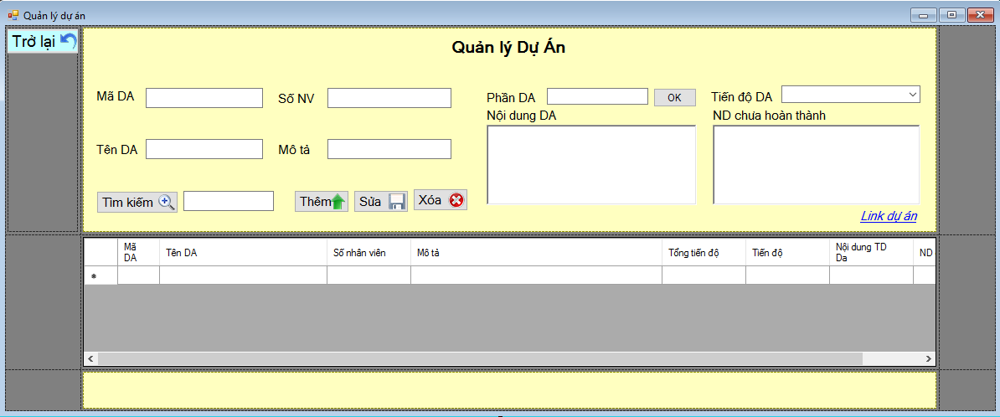 Quản lý dự án
Trở lại
Quản lý Dự Án
Mã DA
Số NV
Phần DA
OK
Tiến độ DA
Nội dung DA
ND chưa hoàn thành
Tên DA
Mô tả
Tìm kiếm
Thêm
Sửa
Xóa
Link dự án
Mã
DA
Tên DA
Số nhân viên
Mô tả
Tổng tiến độ
Tiến độ
Nội dung TD
Da
ND